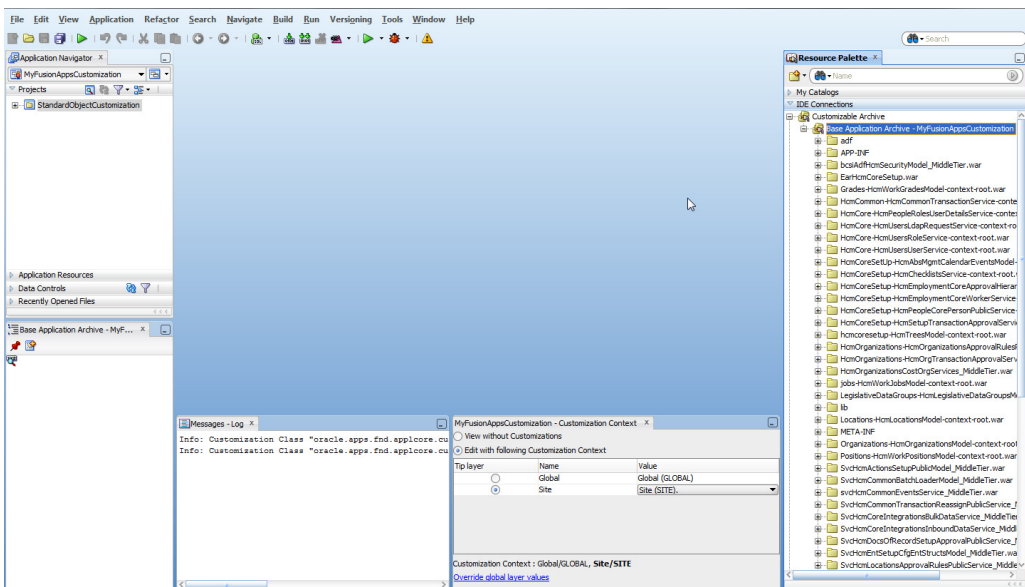 File Edit View Application Refactor Search Navigate Build Run Versioning Tools Window Help
Search
Application Navigator
MyFusionAppsCustomization
Projects
StandardObjectCustomization
Application Resources
Data Controls
Recently Opened Files
Base Application Archive - MyF...
Messages - Log
Info: Customization Class "oracle.apps.fnd.applcore.cu
Info: Customization Class "oracle.apps.fnd.applcore.cu
MyFusionAppsCustomization - Customization Context
View without Customizations
Edit with following Customization Context
Tip layer Name Value
Global Global (GLOBAL)
Site Site (SITE).
Customization Context : Global/GLOBAL, Site/SITE
Override global layer values
Resource Palette
Name
My Catalogs
IDE Connections
Customizable Archive
Base Application Archive - MyFusionAppsCustomization
adf
APP-INF
bcsiAdfHcmSecurityModel_MiddleTier.war
EarHcmCoreSetup.war
Grades-HcmWorkGradesModel-context-root.war
HcmCommon-HcmCommonTransactionService-conte
HcmCore-HcmPeopleRolesUserDetailsService-contex
HcmCore-HcmUsersLdapRequestService-context-ro
HcmCore-HcmUsersRoleService-context-root.war
HcmCore-HcmUsersUserService-context-root.war
HcmCoreSetUp-HcmAbsMgmtCalendarEventsModel-
HcmCoreSetup-HcmChecklistsService-context-root.
HcmCoreSetup-HcmEmploymentCoreApprovalHierar
HcmCoreSetup-HcmEmploymentCoreWorkerService
HcmCoreSetup-HcmPeopleCorePersonPublicService-
HcmCoreSetup-HcmSetupTransactionApprovalServi
hcmcoresetup-HcmTreesModel-context-root.war
HcmOrganizations-HcmOrganizationsApprovalRulesF
HcmOrganizations-HcmOrgTransactionApprovalServ
HcmOrganizationsCostOrgServices_MiddleTier.war
jobs-HcmWorkJobsModel-context-root.war
LegislativeDataGroups-HcmLegislativeDataGroupsMo
lib
Locations-HcmLocationsModel-context-root.war
META-INF
Organizations-HcmOrganizationsModel-context-root
Positions-HcmWorkPositionsModel-context-root.war
SvcHcmActionsSetupPublicModel_MiddleTier.war
SvcHcmCommonBatchLoaderModel_MiddleTier.war
svcHcmCommonEventsService_MiddleTier.war
SvcHcmCommonTransactionReassignPublicService_M
SvcHcmCoreIntegrationsBulkDataService_MiddleTier
SvcHcmCoreIntegrationsInboundDataService_Middl
SvcHcmDocsOfRecordSetupApprovalPublicService_M
SvcHcmEntSetupCfgEntStructsModel_MiddleTier.wa
SvcHcmLocationsApprovalRulesPublicService_Middle